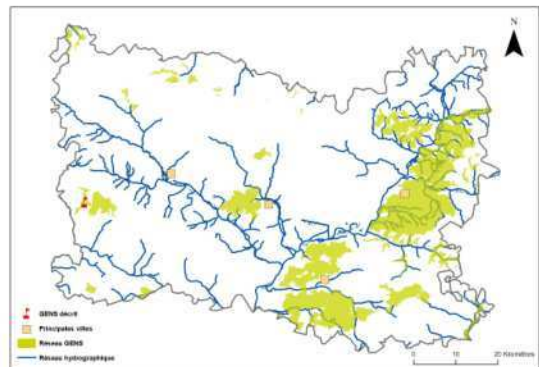 N
GENS décrit
Principales villes
Réseau GENS
Réseau hydrographique
0 10 20 Kilomètres